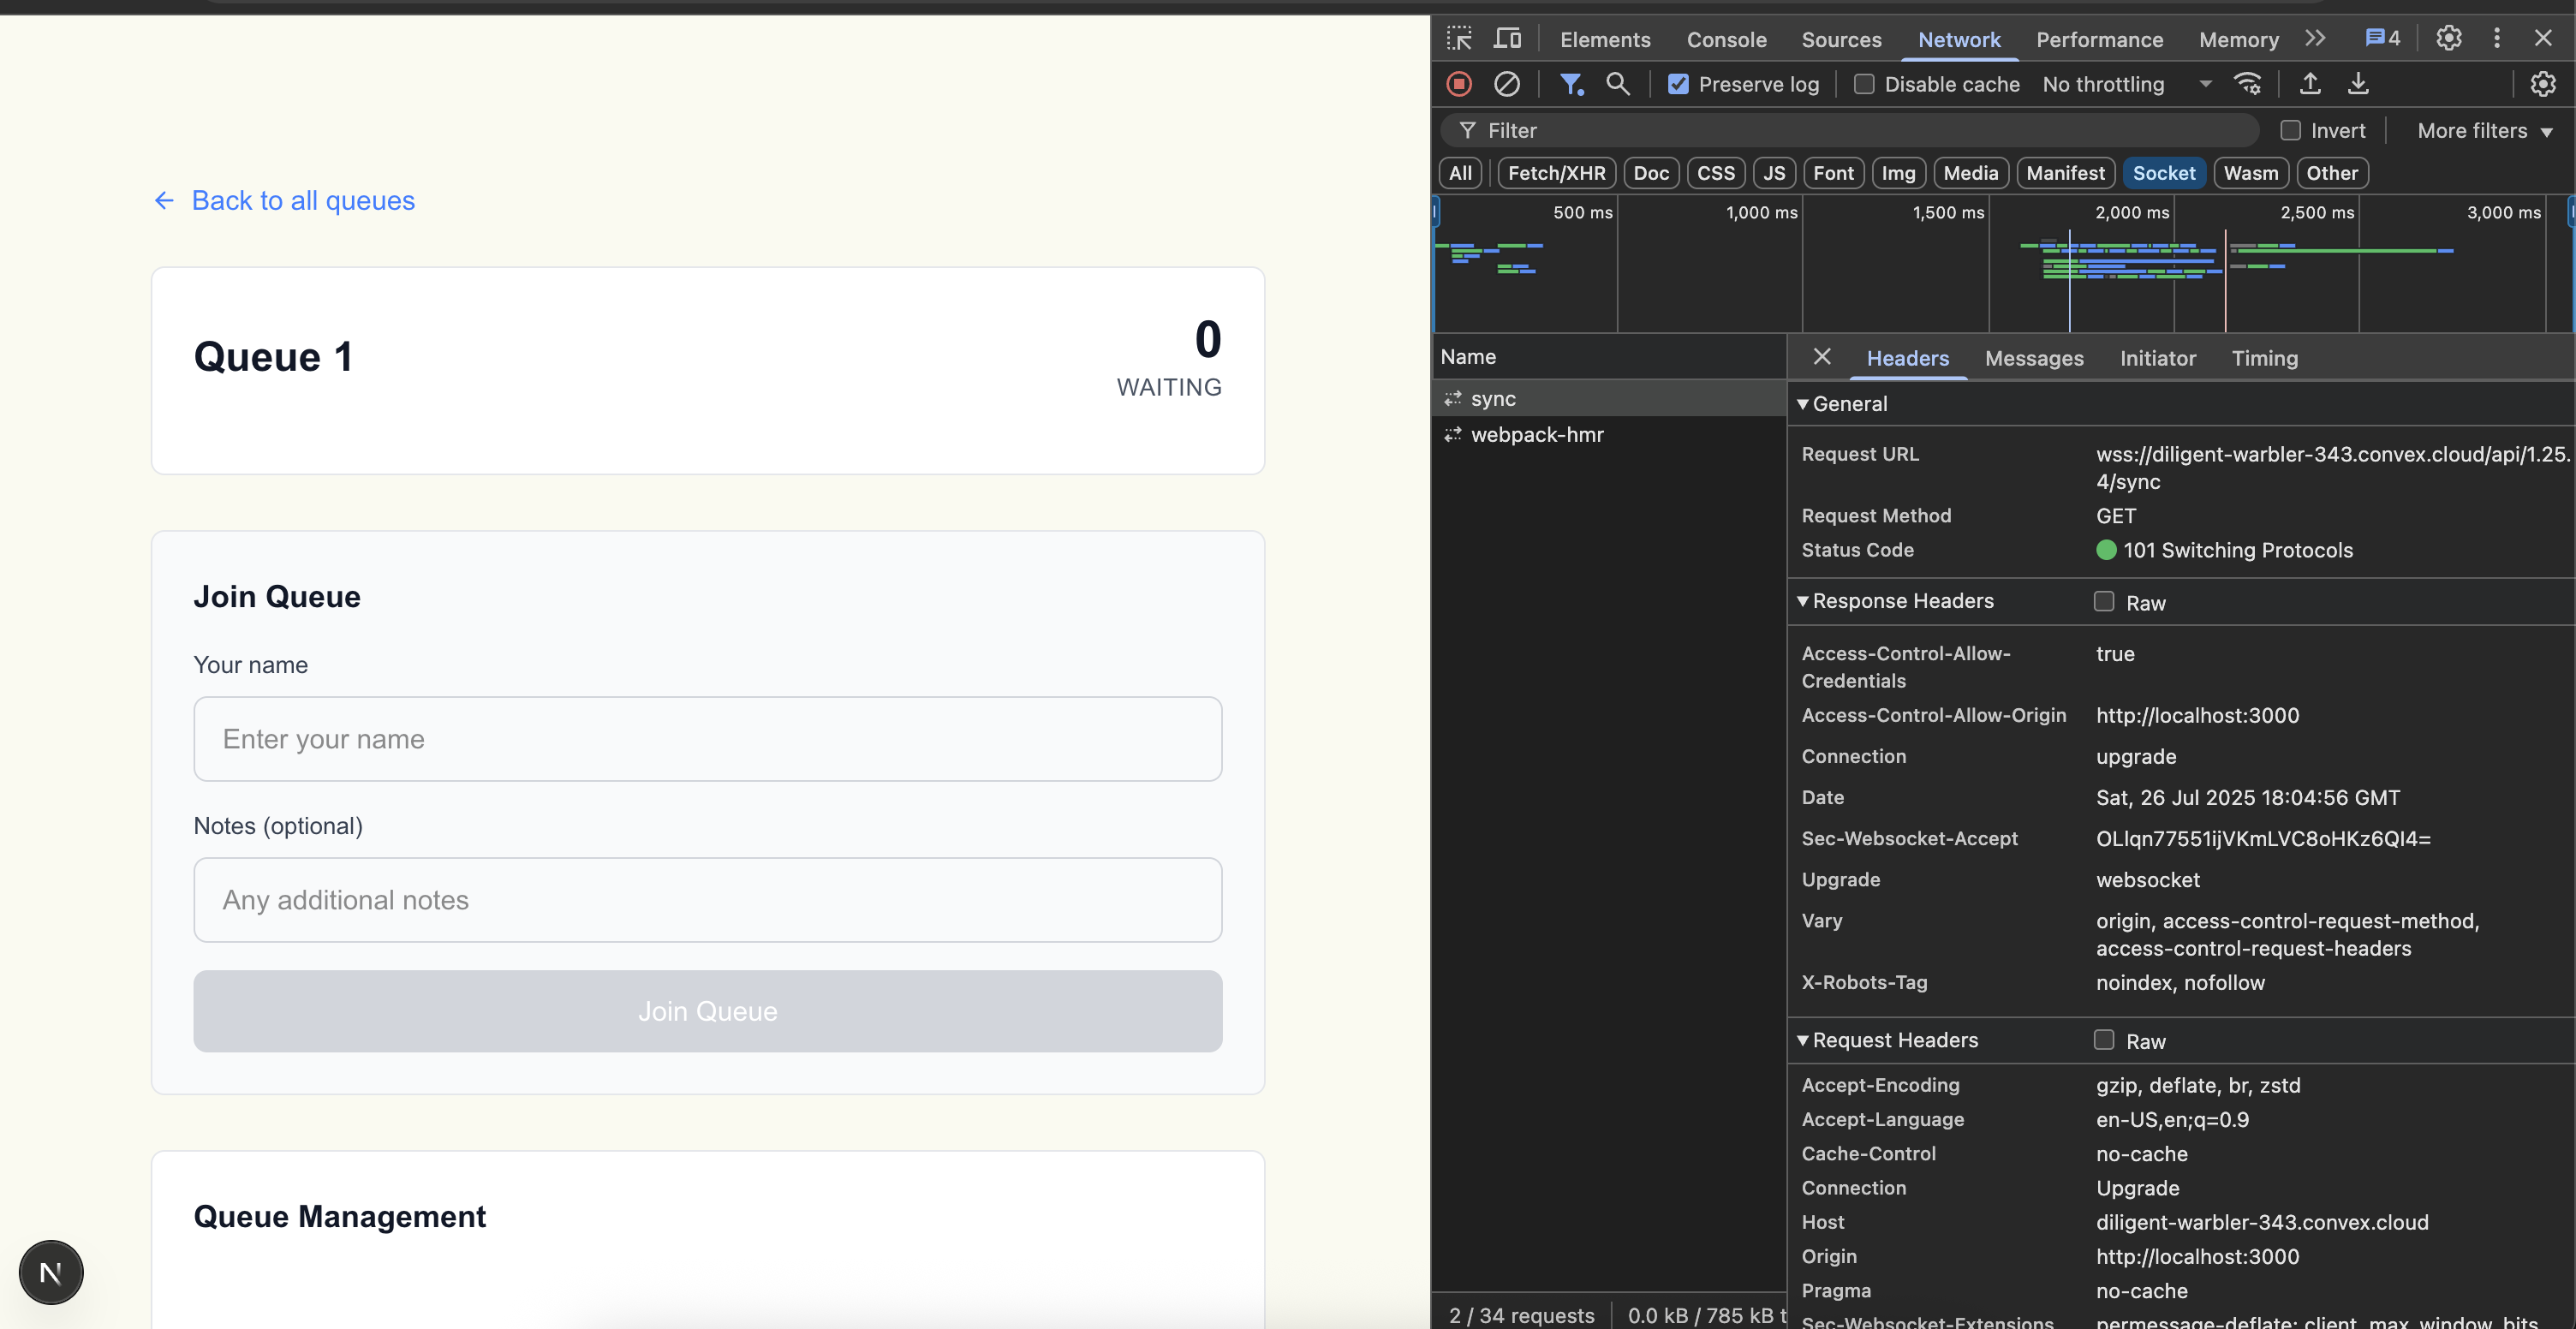 ← Back to all queues
Queue 1
0
WAITING
Join Queue
Your name
Enter your name
Notes (optional)
Any additional notes
Join Queue
Queue Management
N
Elements Console Sources Network Performance Memory 4
Preserve log Disable cache No throttling
Filter Invert More filters
All Fetch/XHR Doc CSS JS Font Img Media Manifest Socket Wasm Other
500 ms 1,000 ms 1,500 ms 2,000 ms 2,500 ms 3,000 ms
Name
sync
webpack-hmr
2 / 34 requests 0.0 kB / 785 kB t
Headers Messages Initiator Timing
General
Request URL wss://diligent-warbler-343.convex.cloud/api/1.25.
4/sync
Request Method GET
Status Code 101 Switching Protocols
Response Headers Raw
Access-Control-Allow-
Credentials true
Access-Control-Allow-Origin http://localhost:3000
Connection upgrade
Date Sat, 26 Jul 2025 18:04:56 GMT
Sec-Websocket-Accept OLlqn77551ijVKmLVC8oHKz6QI4=
Upgrade websocket
Vary origin, access-control-request-method,
access-control-request-headers
X-Robots-Tag noindex, nofollow
Request Headers Raw
Accept-Encoding gzip, deflate, br, zstd
Accept-Language en-US,en;q=0.9
Cache-Control no-cache
Connection Upgrade
Host diligent-warbler-343.convex.cloud
Origin http://localhost:3000
Pragma no-cache
Sec-Websocket-Extensions permessage-deflate; client_max_window_bits